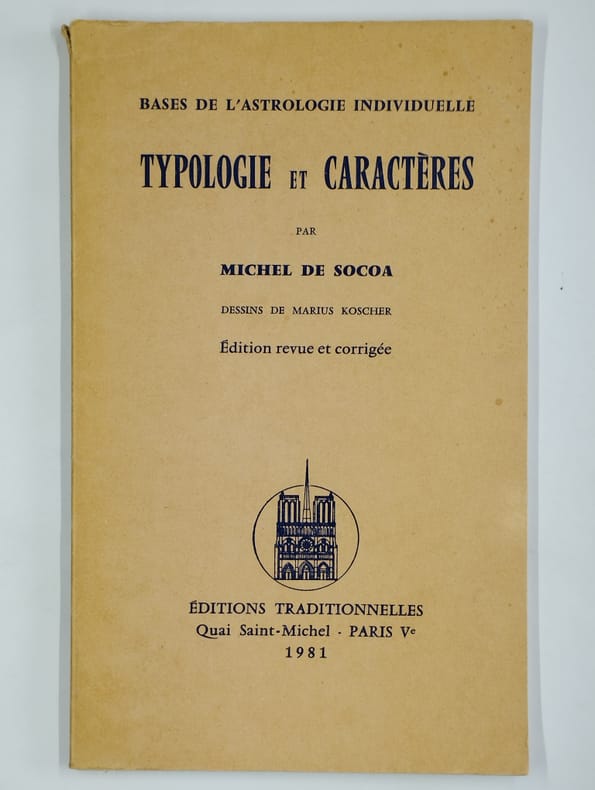 BASES DE L'ASTROLOGIE INDIVIDUELLE
TYPOLOGIE ET CARACTÈRES
PAR
MICHEL DE SOCOA
DESSINS DE MARIUS KOSCHER
Édition revue et corrigée
ÉDITIONS TRADITIONNELLES
Quai Saint-Michel - PARIS Ve
1981